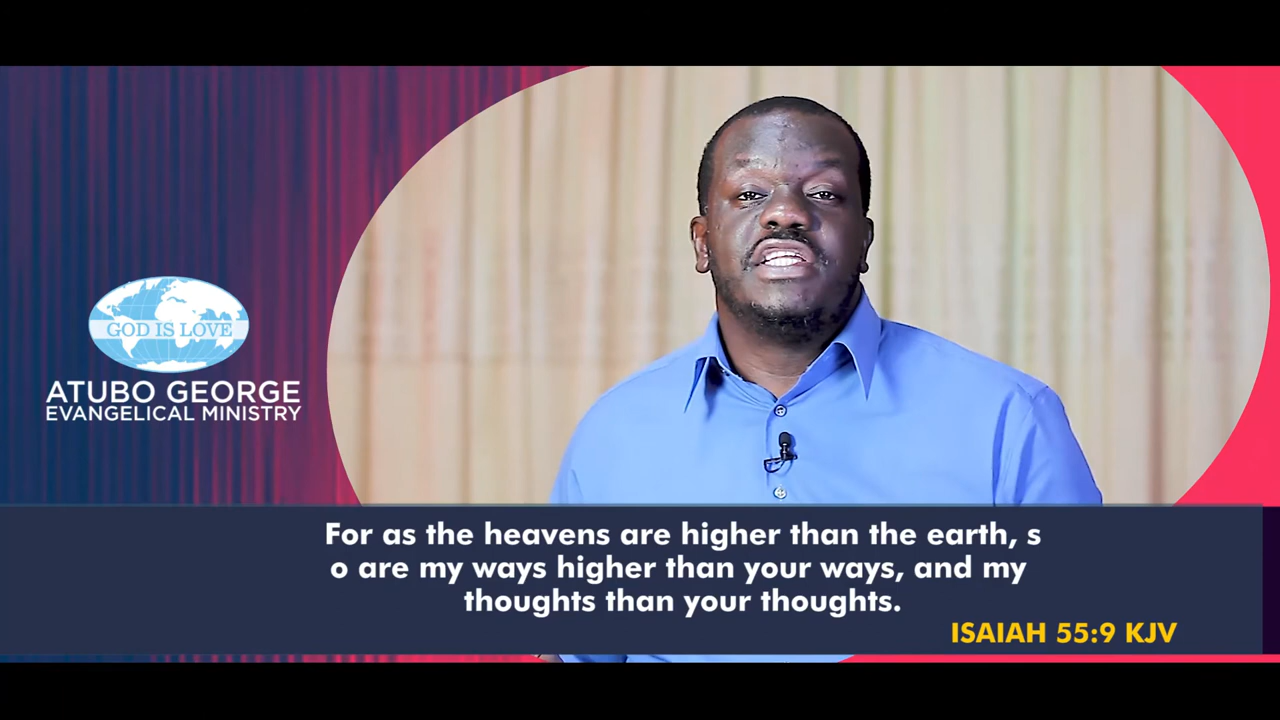 GOD IS LOVE
ATUBO GEORGE
EVANGELICAL MINISTRY
For as the heavens are higher than the earth, s
o are my ways higher than your ways, and my
thoughts than your thoughts.
ISAIAH 55:9 KJV